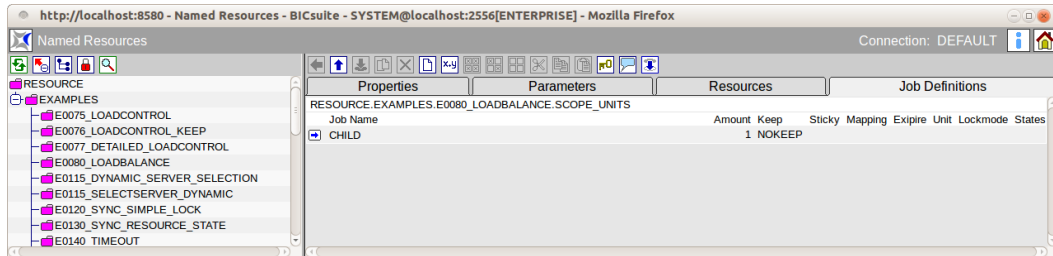 http://localhost:8580 - Named Resources - BICsuite - SYSTEM@localhost:2556[ENTERPRISE] - Mozilla Firefox
Named Resources
Connection: DEFAULT
RESOURCE
EXAMPLES
E0075_LOADCONTROL
E0076_LOADCONTROL_KEEP
E0077_DETAILED_LOADCONTROL
E0080_LOADBALANCE
E0115_DYNAMIC_SERVER_SELECTION
E0115_SELECTSERVER_DYNAMIC
E0120_SYNC_SIMPLE_LOCK
E0130_SYNC_RESOURCE_STATE
E0140_TIMEOUT
x,y
Properties Parameters Resources Job Definitions
RESOURCE.EXAMPLES.E0080_LOADBALANCE.SCOPE_UNITS
Job Name Amount Keep Sticky Mapping Exipire Unit Lockmode States
CHILD 1 NOKEEP